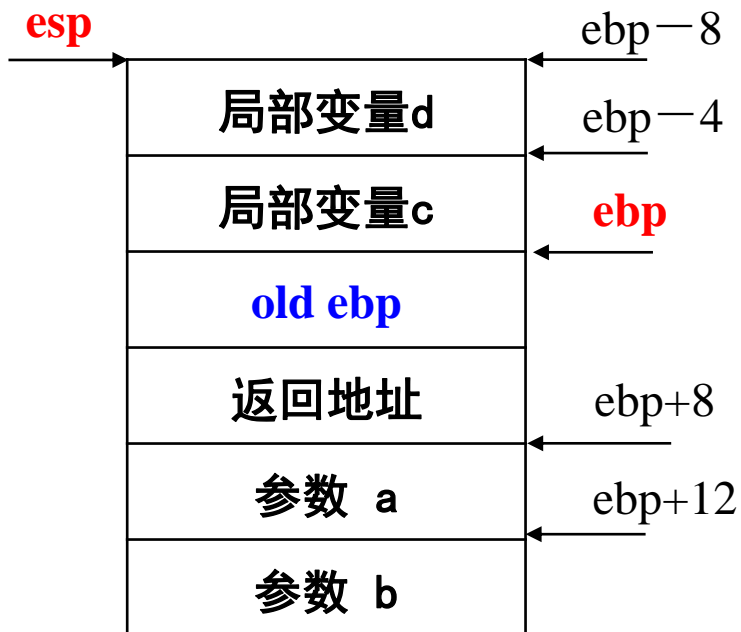 esp
ebp－8
局部变量d
ebp－4
局部变量c
ebp
old ebp
返回地址
ebp+8
参数 a
ebp+12
参数 b